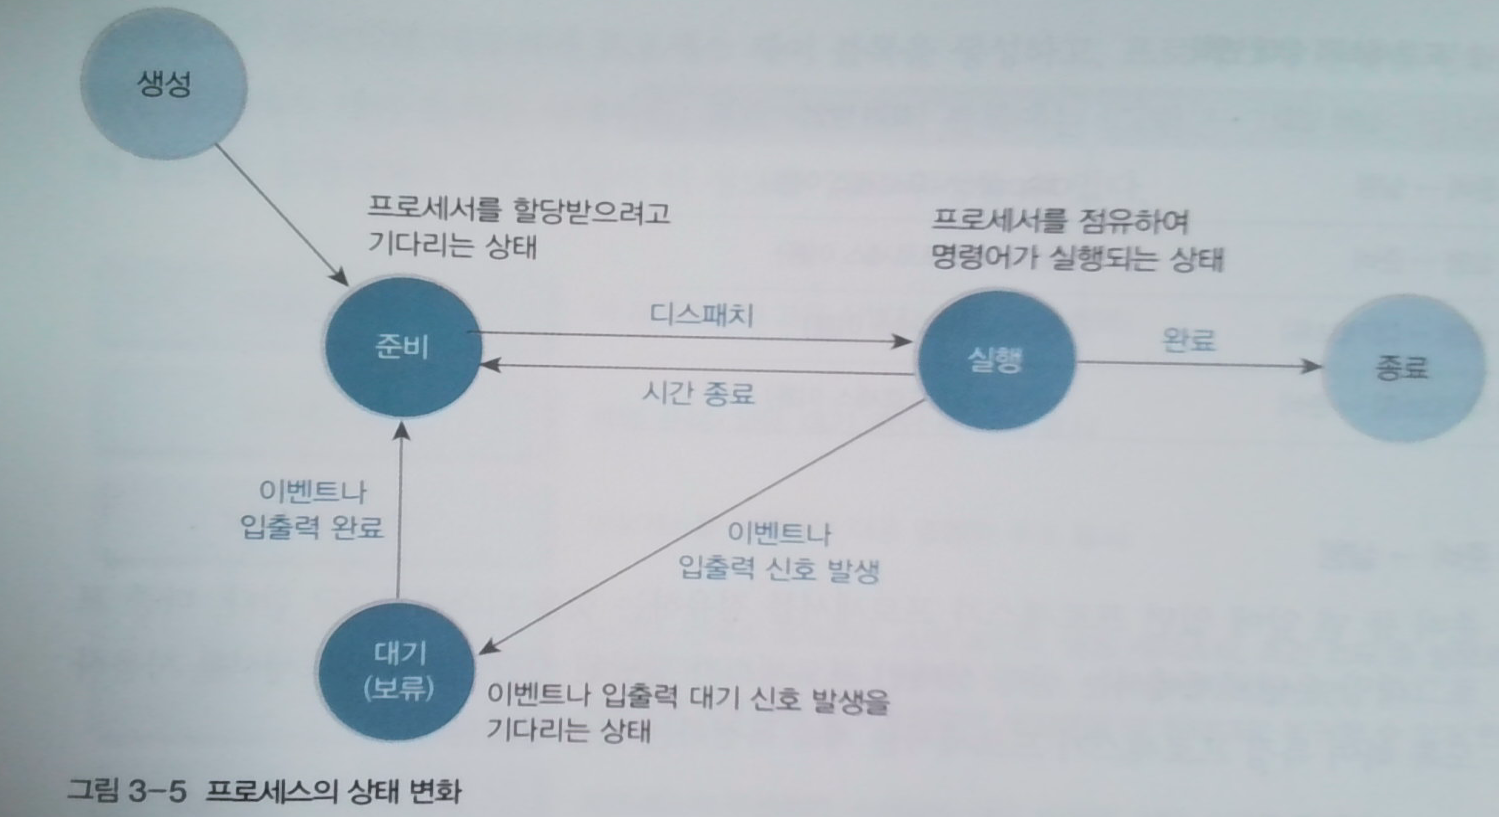 생성
프로세서를 할당받으려고
기다리는 상태
프로세서를 점유하여
명령어가 실행되는 상태
준비
디스패치
시간 종료
실행
완료
종료
이벤트나
입출력 완료
이벤트나
입출력 신호 발생
대기
(보류)
이벤트나 입출력 대기 신호 발생을
기다리는 상태
그림 3-5 프로세스의 상태 변화